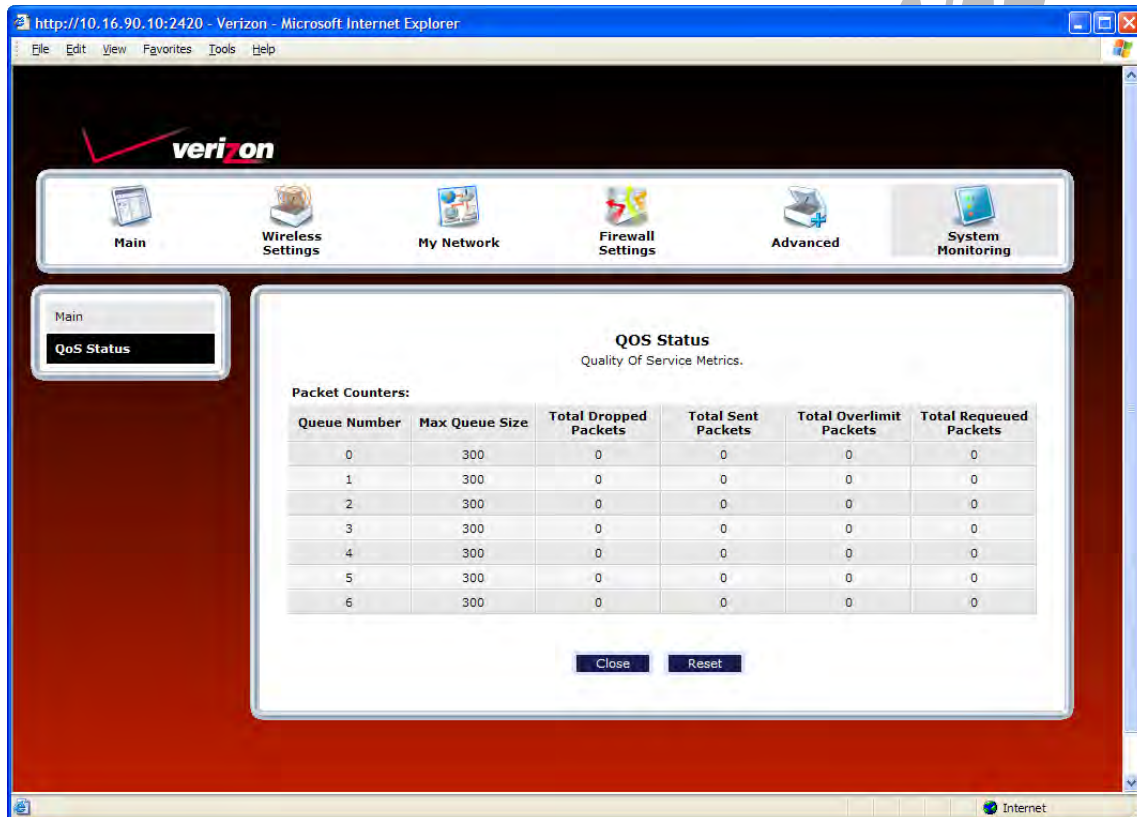 http://10.16.90.10:2420 - Verizon - Microsoft Internet Explorer
File Edit View Favorites Tools Help
verizon
Main
Wireless Settings
My Network
Firewall Settings
Advanced
System Monitoring
Main
QoS Status
QOS Status
Quality Of Service Metrics.
Packet Counters:
Queue Number Max Queue Size Total Dropped Packets Total Sent Packets Total Overlimit Packets Total Requeued Packets
0 300 0 0 0 0
1 300 0 0 0 0
2 300 0 0 0 0
3 300 0 0 0 0
4 300 0 0 0 0
5 300 0 0 0 0
6 300 0 0 0 0
Close Reset
Internet